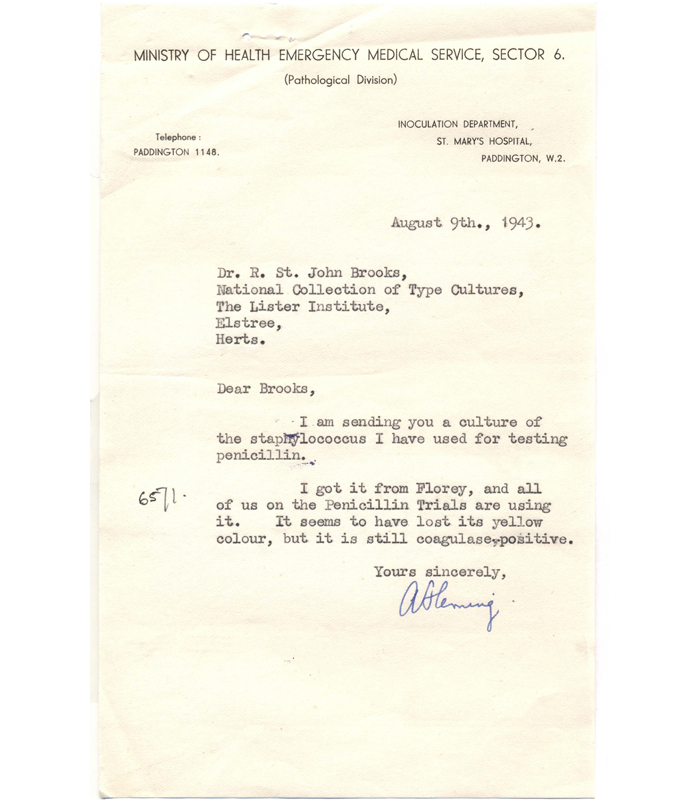 MINISTRY OF HEALTH EMERGENCY MEDICAL SERVICE, SECTOR 6.
(Pathological Division)
Telephone :
PADDINGTON 1148.
INOCULATION DEPARTMENT,
ST. MARY'S HOSPITAL,
PADDINGTON, W.2.
August 9th., 1943.
Dr. R. St. John Brooks,
National Collection of Type Cultures,
The Lister Institute,
Elstree,
Herts.
Dear Brooks,
I am sending you a culture of
the staphylococcus I have used for testing
penicillin.
I got it from Florey, and all
of us on the Penicillin Trials are using
it. It seems to have lost its yellow
colour, but it is still coagulase-positive.
6571.
Yours sincerely,
A Fleming